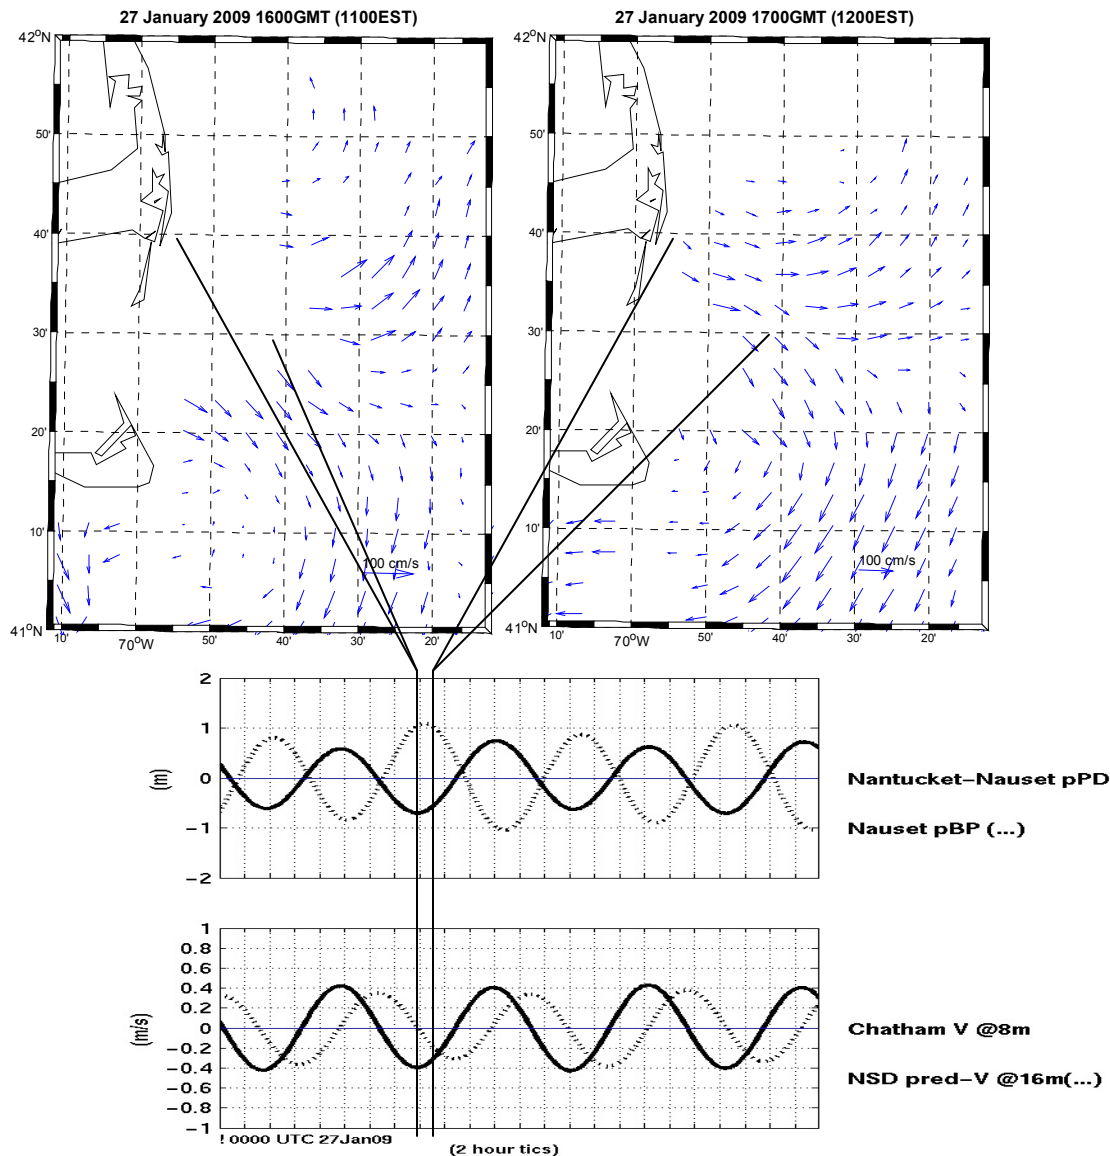 27 January 2009 1600GMT (1100EST)
27 January 2009 1700GMT (1200EST)
42°N
50'
40'
30'
20'
10'
41°N
100 cm/s
10'
70°W
50'
40'
30'
20'
42°N
50'
40'
30'
20'
10'
41°N
100 cm/s
10'
70°W
50'
40'
30'
20'
2
1
0
−1
−2
(m)
Nantucket−Nauset pPD
Nauset pBP (...)
1
0.8
0.6
0.4
0.2
0
−0.2
−0.4
−0.6
−0.8
−1
(m/s)
Chatham V @8m
NSD pred−V @16m(...)
! 0000 UTC 27Jan09
(2 hour tics)